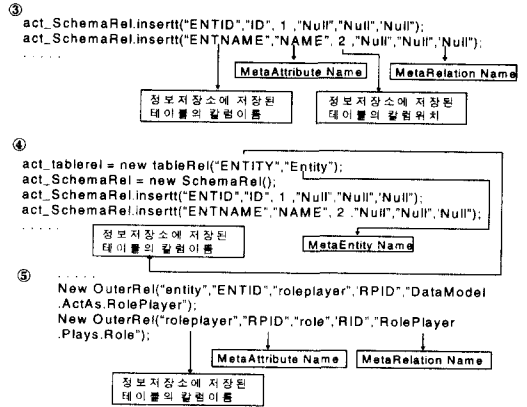 ③
act_SchemaRel.insertt("ENTID","ID", 1 ,"Null","Null",'Null");
act_SchemaRel.insertt("ENTNAME","NAME", 2 ,"Null","Null",'Null");
. . . . .
MetaAttribute Name
MetaRelation Name
정보저장소에 저장된
테이블의 칼럼이름
정보저장소에 저장된
테이블의 칼럼위치
④
act_tablerel = new tableRel("ENTITY","Entity");
act_SchemaRel = new SchemaRel();
act_SchemaRel.insertt("ENTID","ID", 1 ,"Null","Null",'Null");
act_SchemaRel.insertt("ENTNAME","NAME", 2 ."Null","Null",'Null");
. . . . .
정보저장소에 저장된
테이블의 칼럼이름
MetaEntity Name
⑤
. . . . .
New OuterRel("entity","ENTID","roleplayer",'RPID","DataModel
.ActAs.RolePlayer");
New OuterRel("roleplayer","RPID","role",'RID","RolePlayer
.Plays.Role");
MetaAttribute Name
MetaRelation Name
정보저장소에 저장된
테이블의 칼럼이름